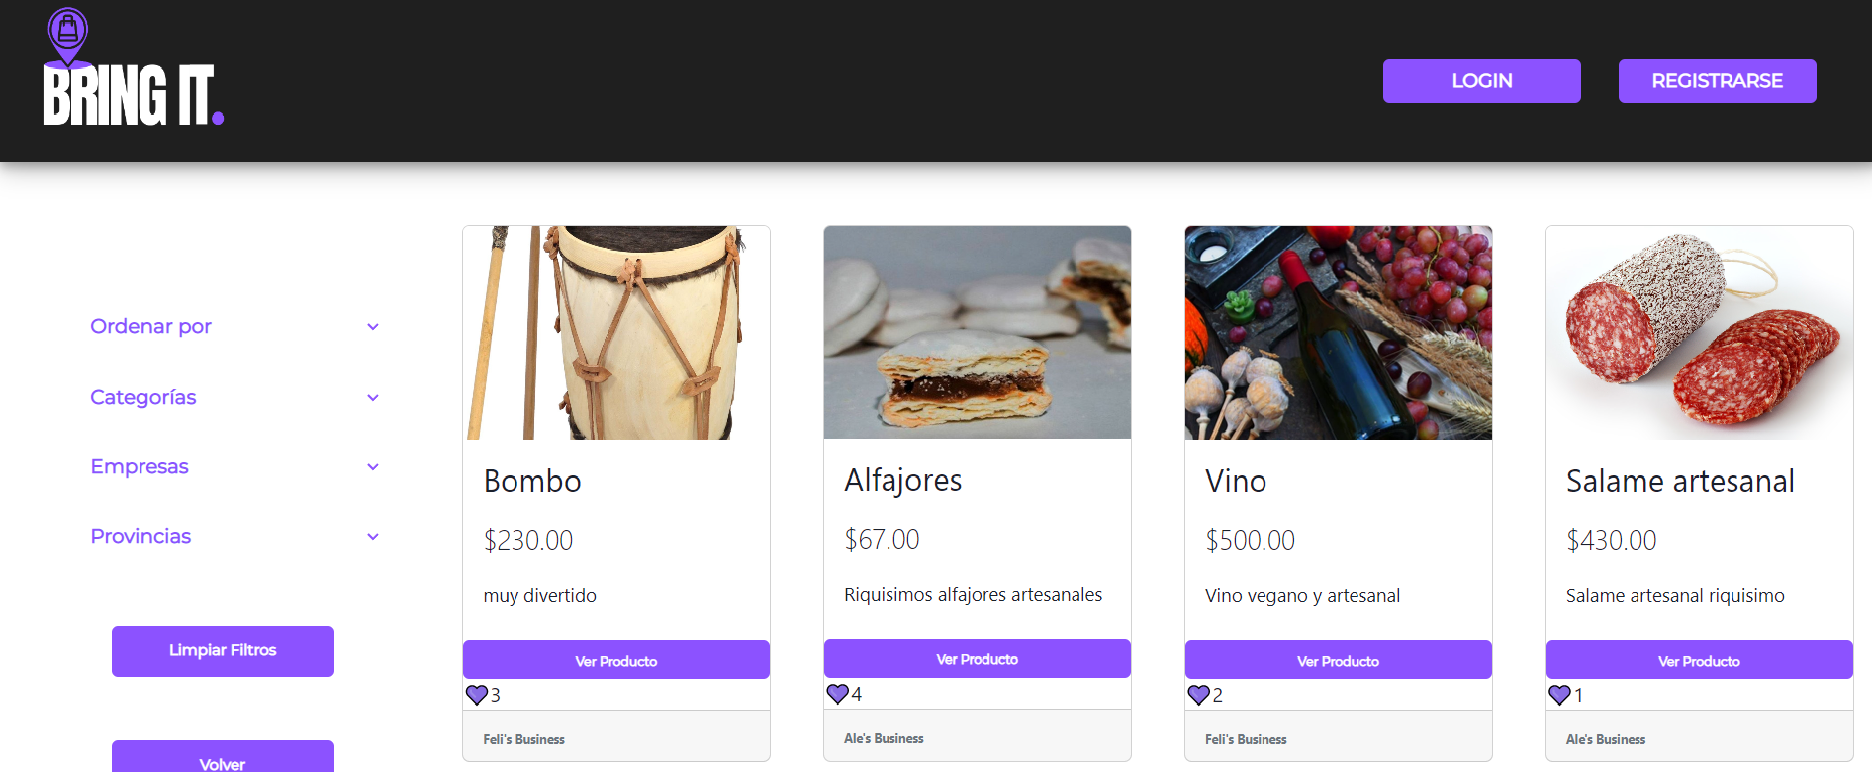 BRING IT.
LOGIN
REGISTRARSE
Ordenar por
Categorías
Empresas
Provincias
Limpiar Filtros
Volver
Bombo
$230.00
muy divertido
Ver Producto
3
Feli's Business
Alfajores
$67.00
Riquisimos alfajores artesanales
Ver Producto
4
Ale's Business
Vino
$500.00
Vino vegano y artesanal
Ver Producto
2
Feli's Business
Salame artesanal
$430.00
Salame artesanal riquisimo
Ver Producto
1
Ale's Business